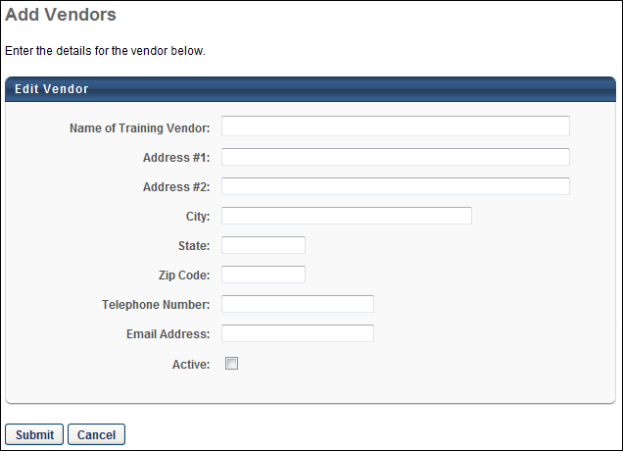 Add Vendors
Enter the details for the vendor below.
Edit Vendor
Name of Training Vendor:
Address #1:
Address #2:
City:
State:
Zip Code:
Telephone Number:
Email Address:
Active:
Submit Cancel